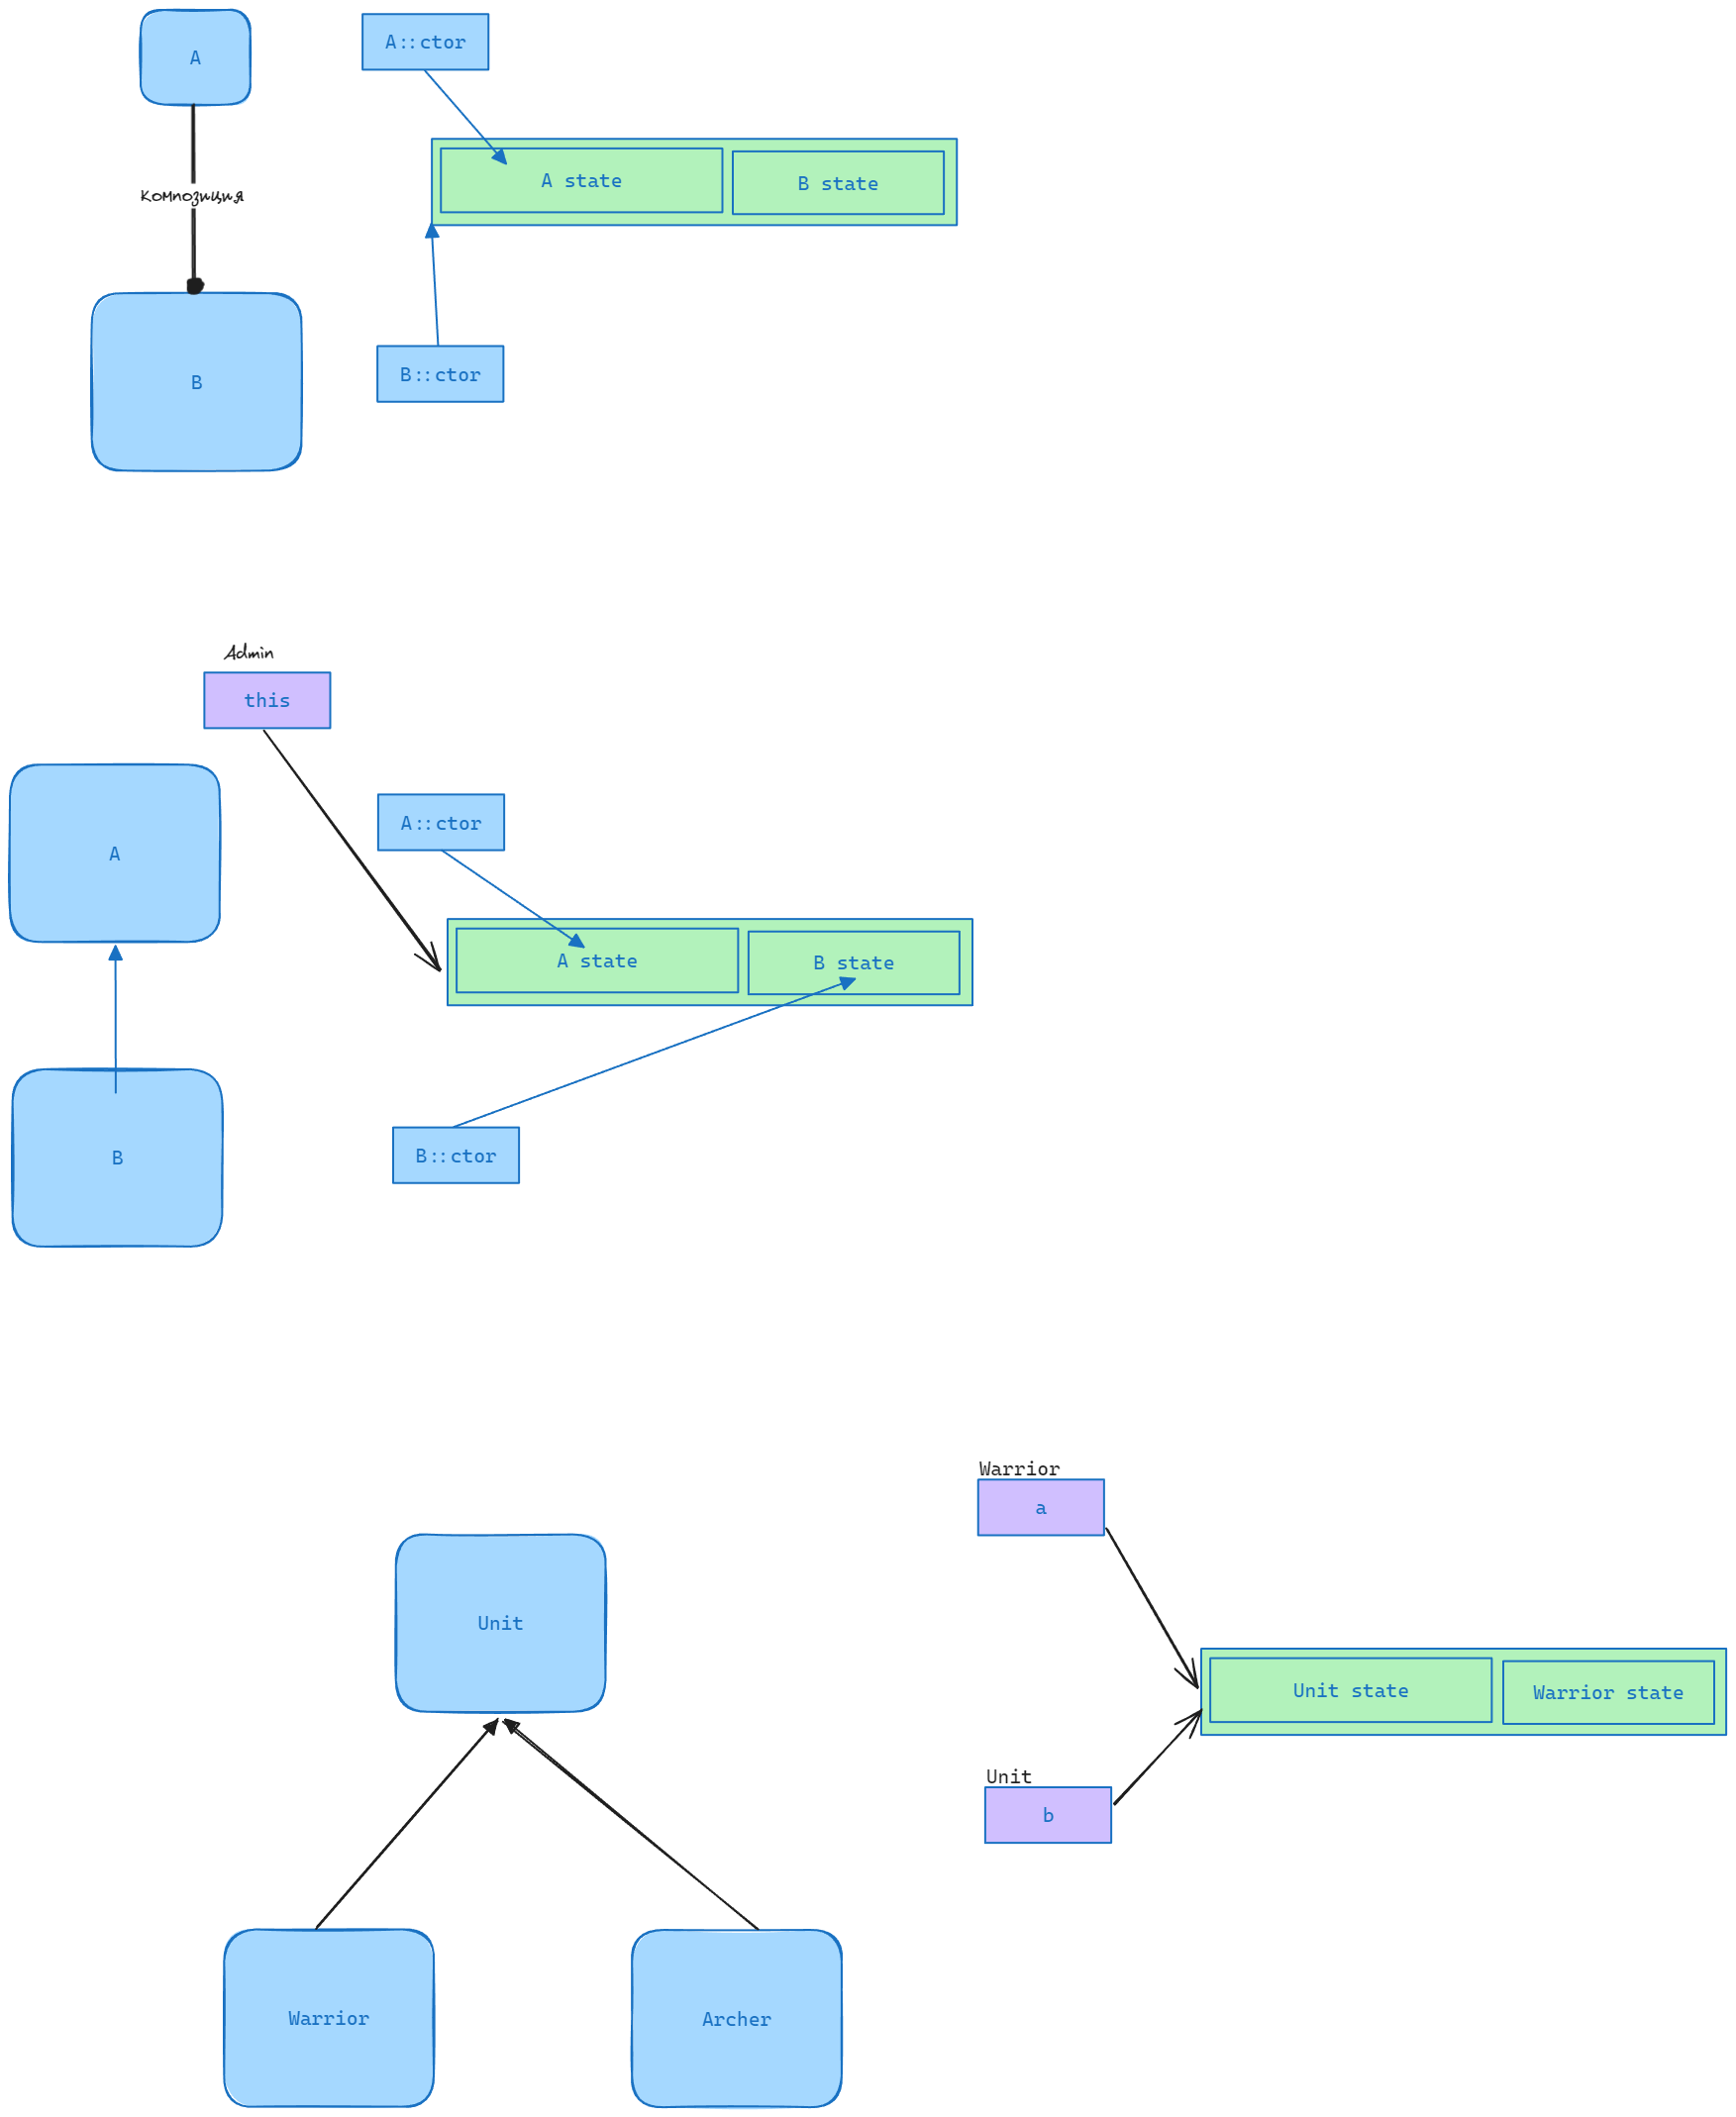 A
A::ctor
A state
B state
Композиция
B::ctor
B
Admin
this
A::ctor
A
A state
B state
B::ctor
B
Warrior
a
Unit
Unit state
Warrior state
Unit
b
Warrior
Archer